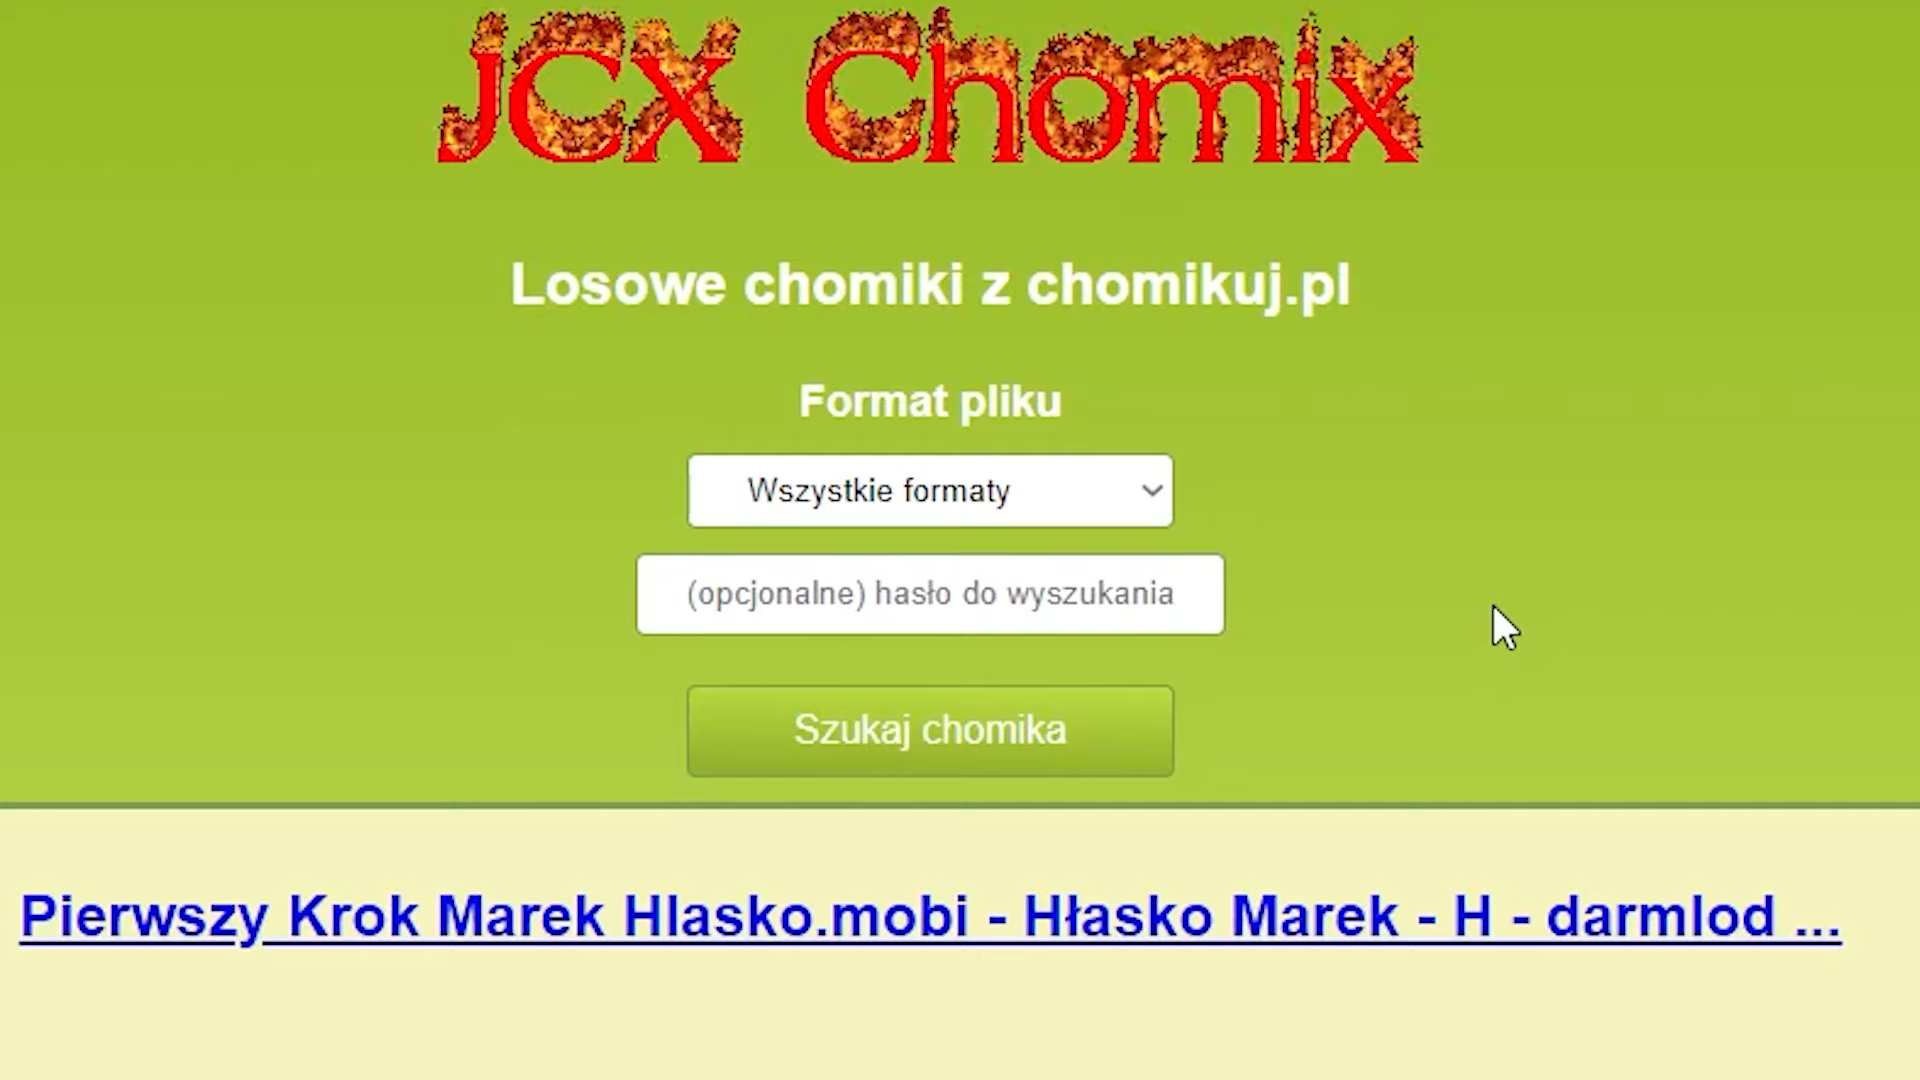 JCX Chomix
Losowe chomiki z chomikuj.pl
Format pliku
Wszystkie formaty
(opcjonalne) hasło do wyszukania
Szukaj chomika
Pierwszy Krok Marek Hlasko.mobi - Hłasko Marek - H - darmlod ...